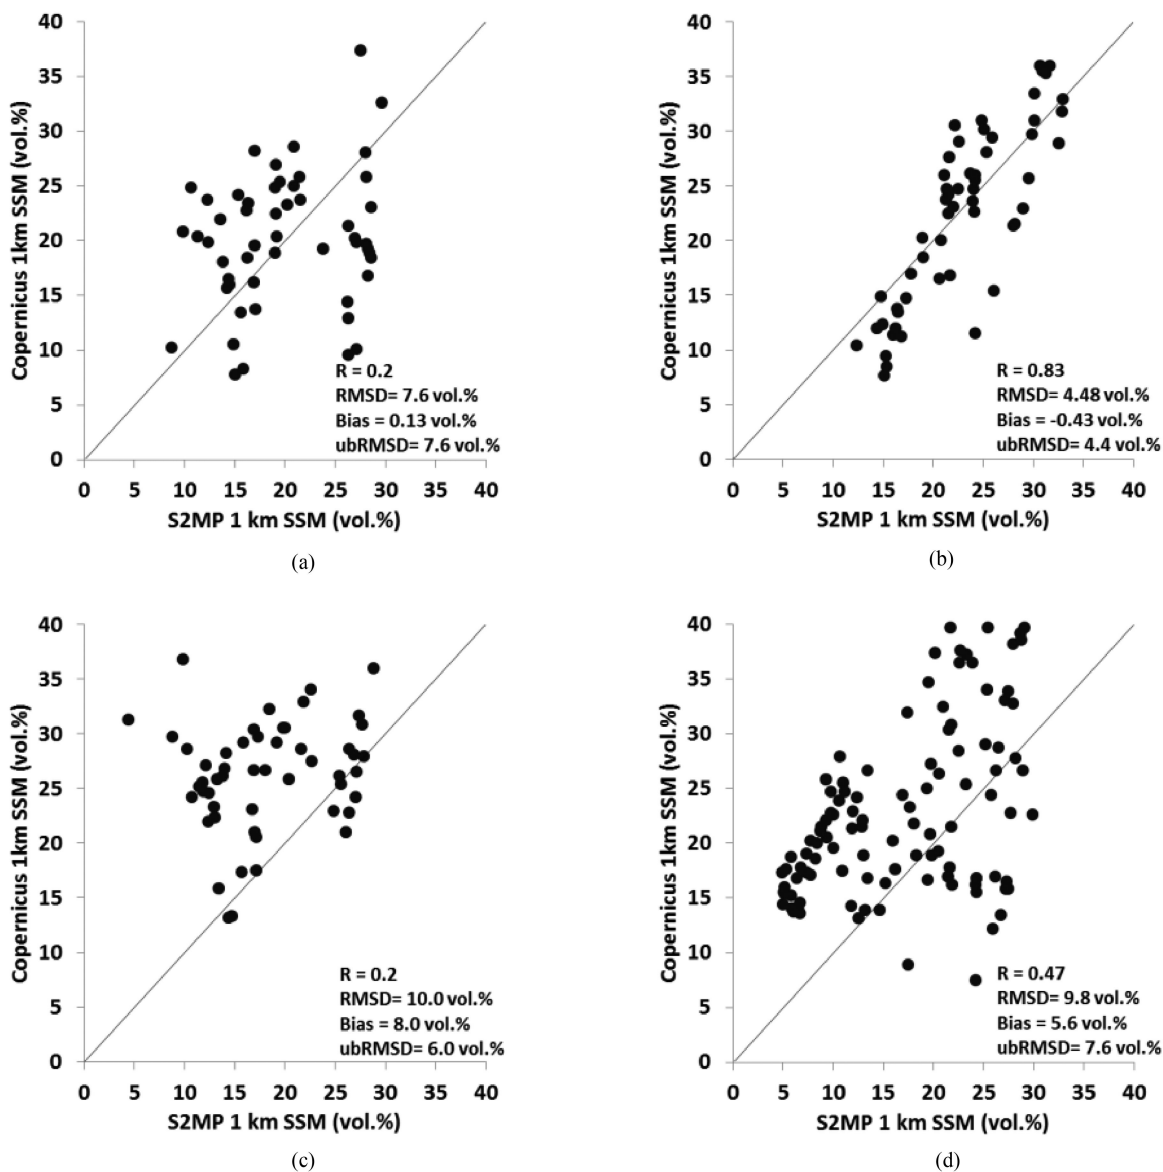 40
35
30
25
20
15
10
5
0
Copernicus 1km SSM (vol.%)
R = 0.2
RMSD= 7.6 vol.%
Bias = 0.13 vol.%
ubRMSD= 7.6 vol.%
0 5 10 15 20 25 30 35 40
S2MP 1 km SSM (vol.%)
(a)
40
35
30
25
20
15
10
5
0
Copernicus 1km SSM (vol.%)
R = 0.83
RMSD= 4.48 vol.%
Bias = -0.43 vol.%
ubRMSD= 4.4 vol.%
0 5 10 15 20 25 30 35 40
S2MP 1 km SSM (vol.%)
(b)
40
35
30
25
20
15
10
5
0
Copernicus 1km SSM (vol.%)
R = 0.2
RMSD= 10.0 vol.%
Bias = 8.0 vol.%
ubRMSD= 6.0 vol.%
0 5 10 15 20 25 30 35 40
S2MP 1 km SSM (vol.%)
(c)
40
35
30
25
20
15
10
5
0
Copernicus 1km SSM (vol.%)
R = 0.47
RMSD= 9.8 vol.%
Bias = 5.6 vol.%
ubRMSD= 7.6 vol.%
0 5 10 15 20 25 30 35 40
S2MP 1 km SSM (vol.%)
(d)